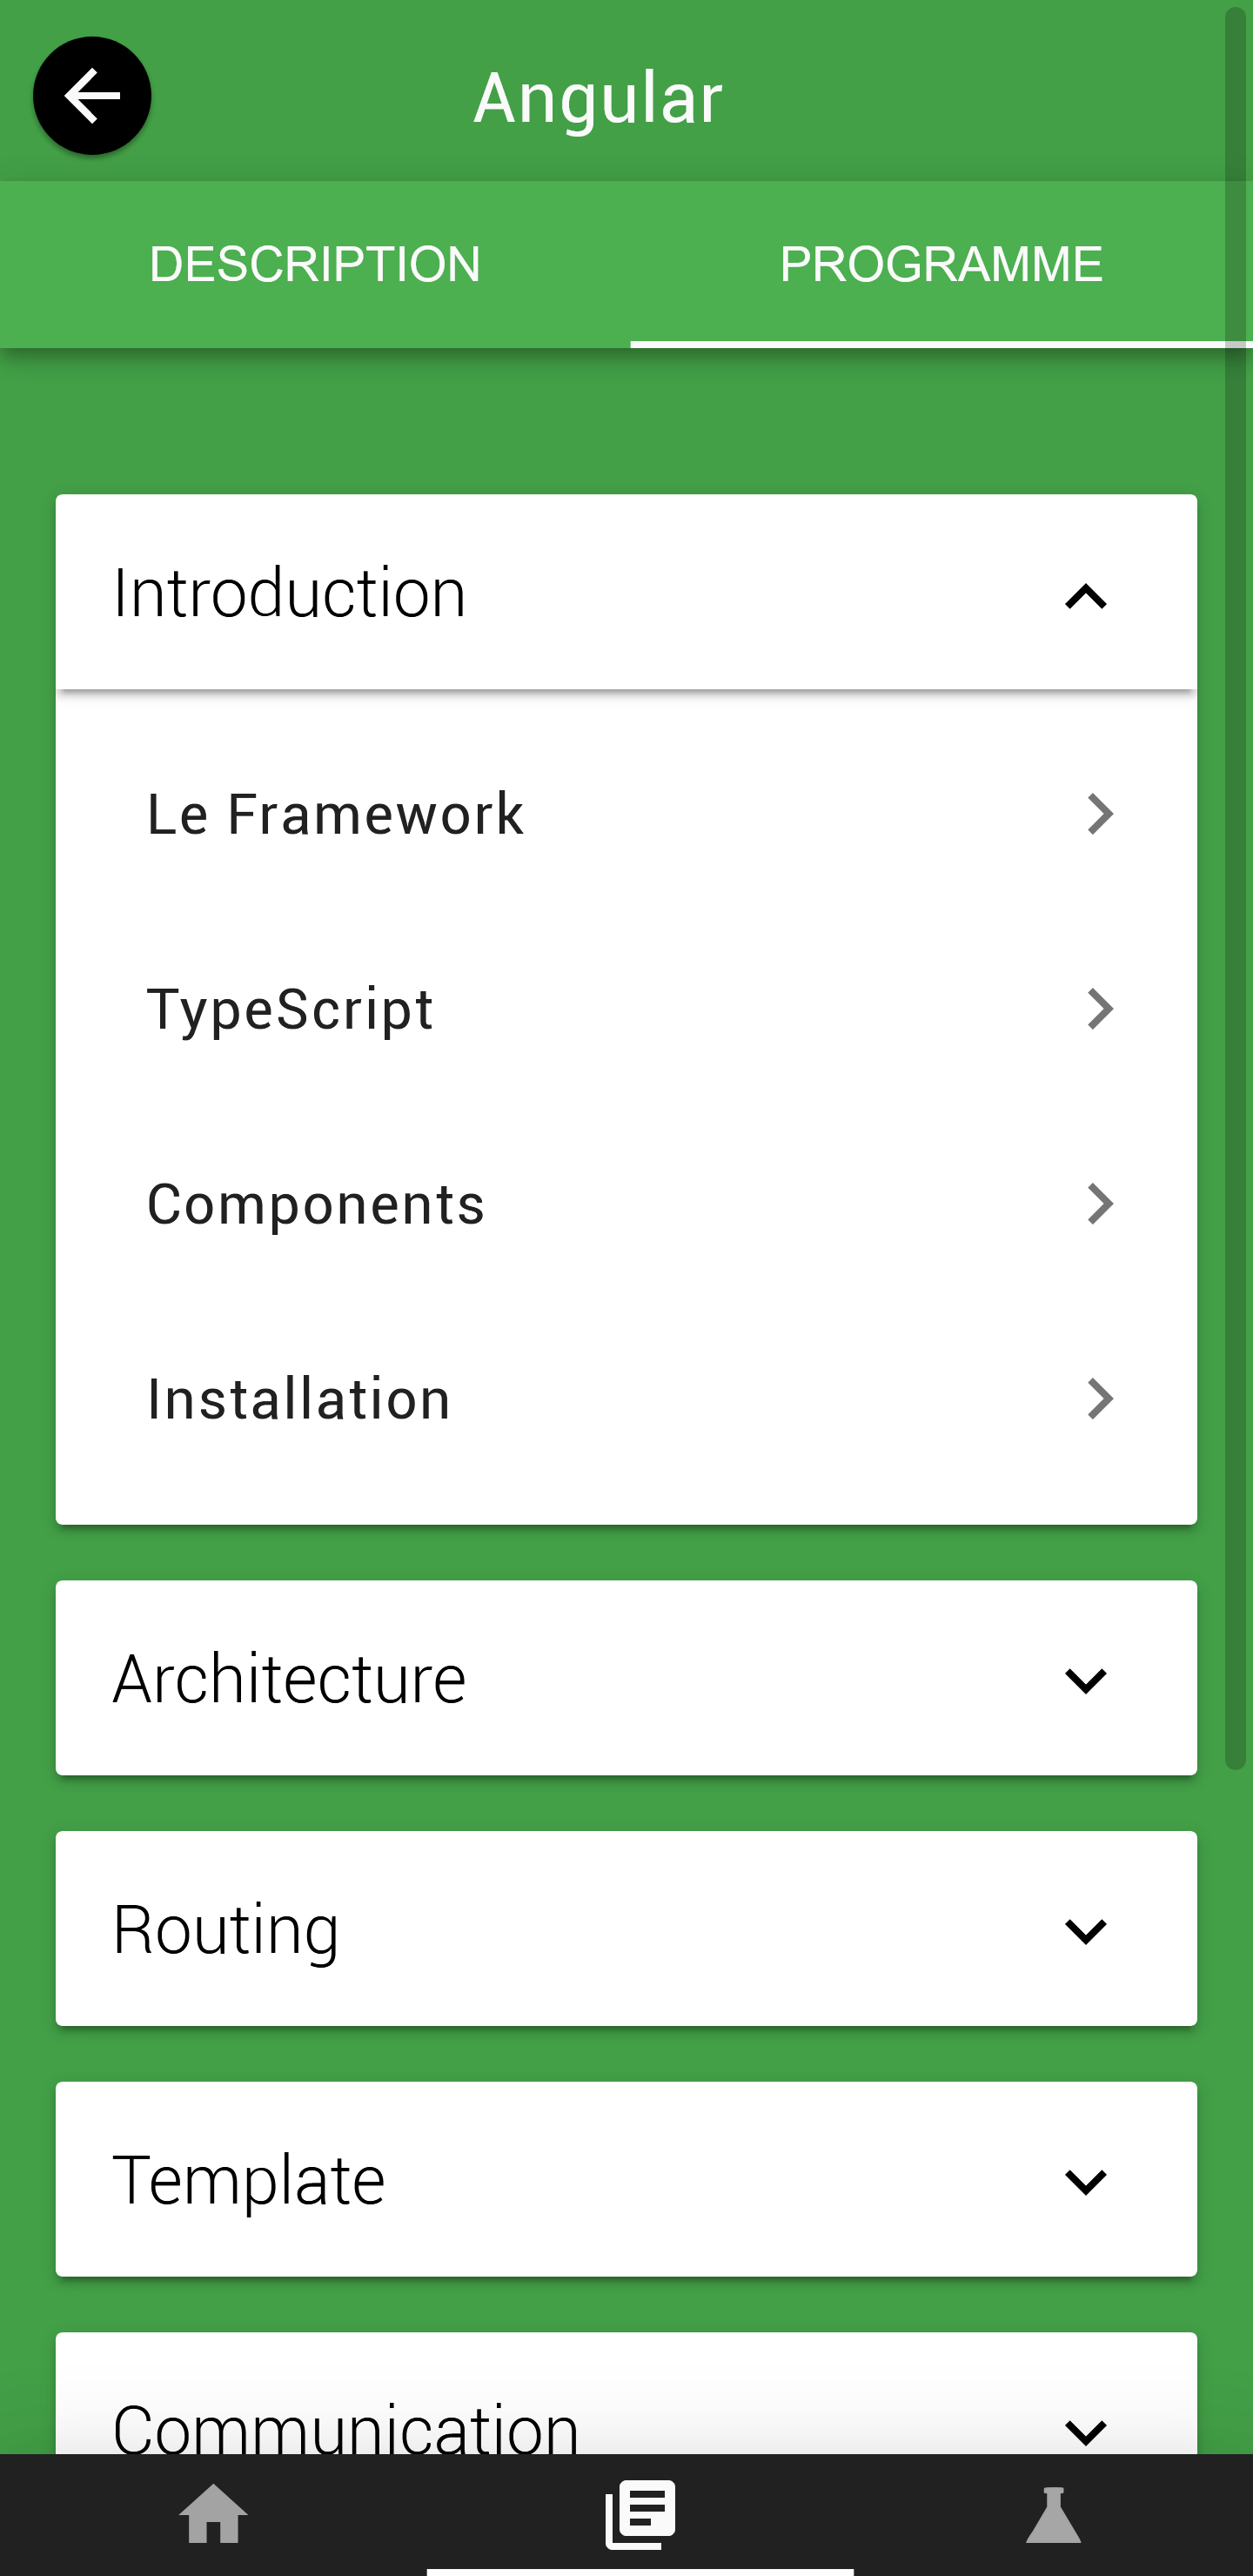 Angular
DESCRIPTION
PROGRAMME
Introduction
Le Framework
TypeScript
Components
Installation
Architecture
Routing
Template
Communication